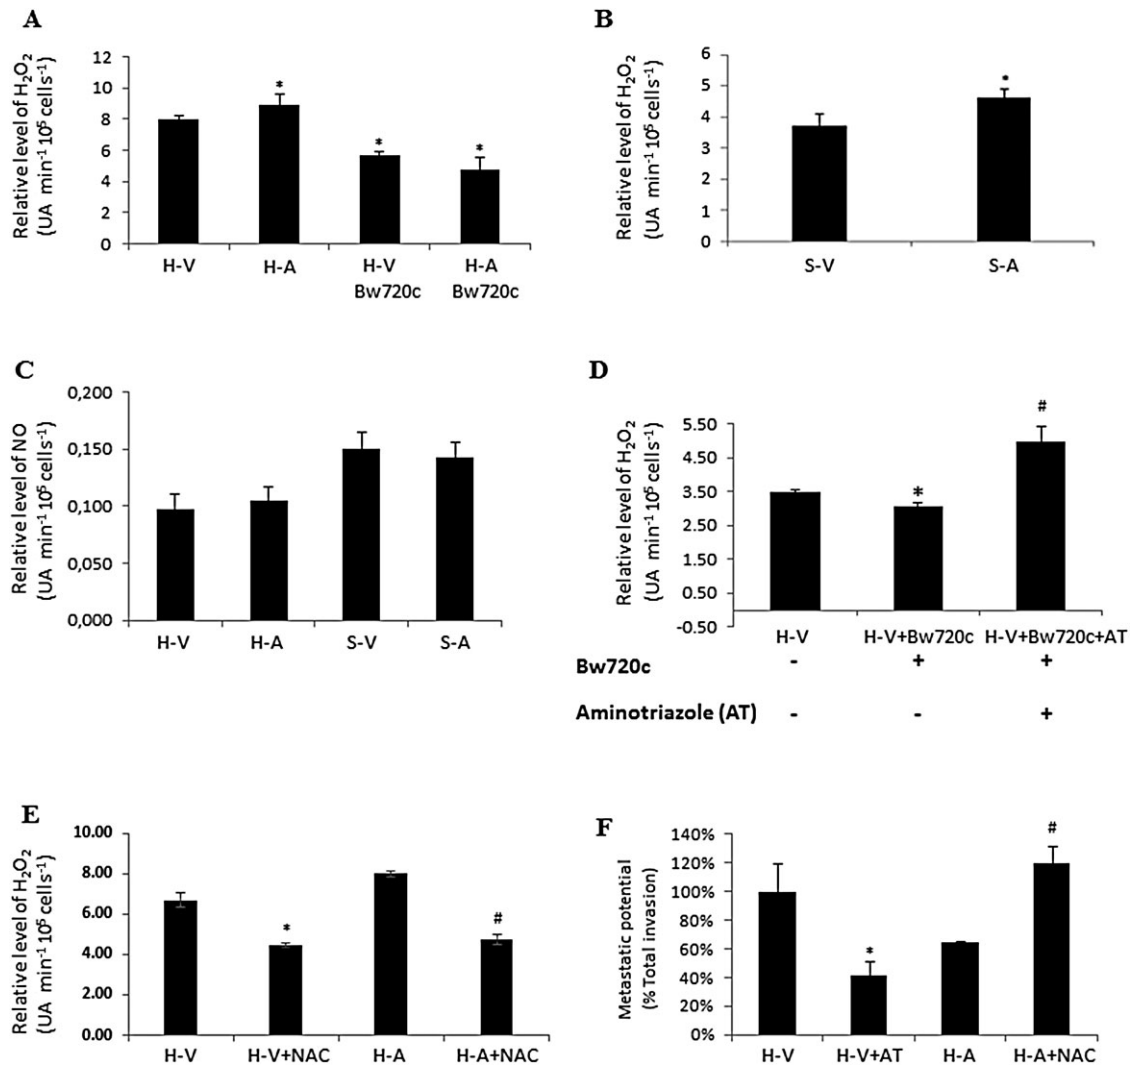 A
Relative level of H2O2
(UA min-1 105 cells-1)
12
10
8
6
4
2
0
*
*
*
H-V
H-A
H-V
Bw720c
H-A
Bw720c
B
Relative level of H2O2
(UA min-1 105 cells-1)
6
5
4
3
2
1
0
*
S-V
S-A
C
Relative level of NO
(UA min-1 105 cells-1)
0,200
0,150
0,100
0,050
0,000
H-V
H-A
S-V
S-A
D
Relative level of H2O2
(UA min-1 105 cells-1)
5.50
4.50
3.50
2.50
1.50
0.50
-0.50
*
#
H-V
H-V+Bw720c
H-V+Bw720c+AT
Bw720c - + +
Aminotriazole (AT) - - +
E
Relative level of H2O2
(UA min-1 105 cells-1)
10.00
8.00
6.00
4.00
2.00
0.00
*
#
H-V
H-V+NAC
H-A
H-A+NAC
F
Metastatic potential
(% Total invasion)
140%
120%
100%
80%
60%
40%
20%
0%
*
#
H-V
H-V+AT
H-A
H-A+NAC